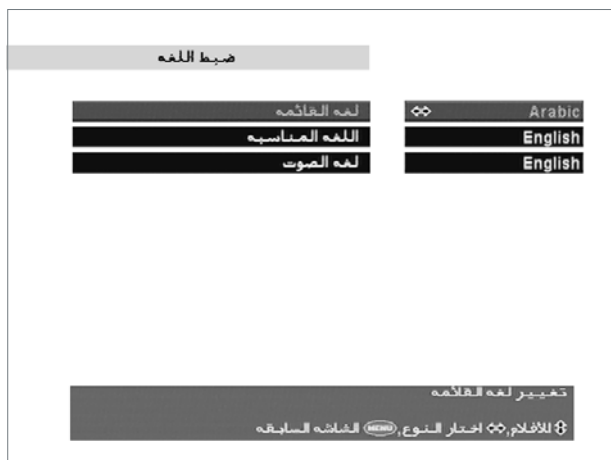 ضبط اللغه
لغه القائمه Arabic
اللغه المناسبه English
لغه الصوت English
تغيير لغه القلائمه
للأفلام, اختار النوع, MENU الشاشه السابقه